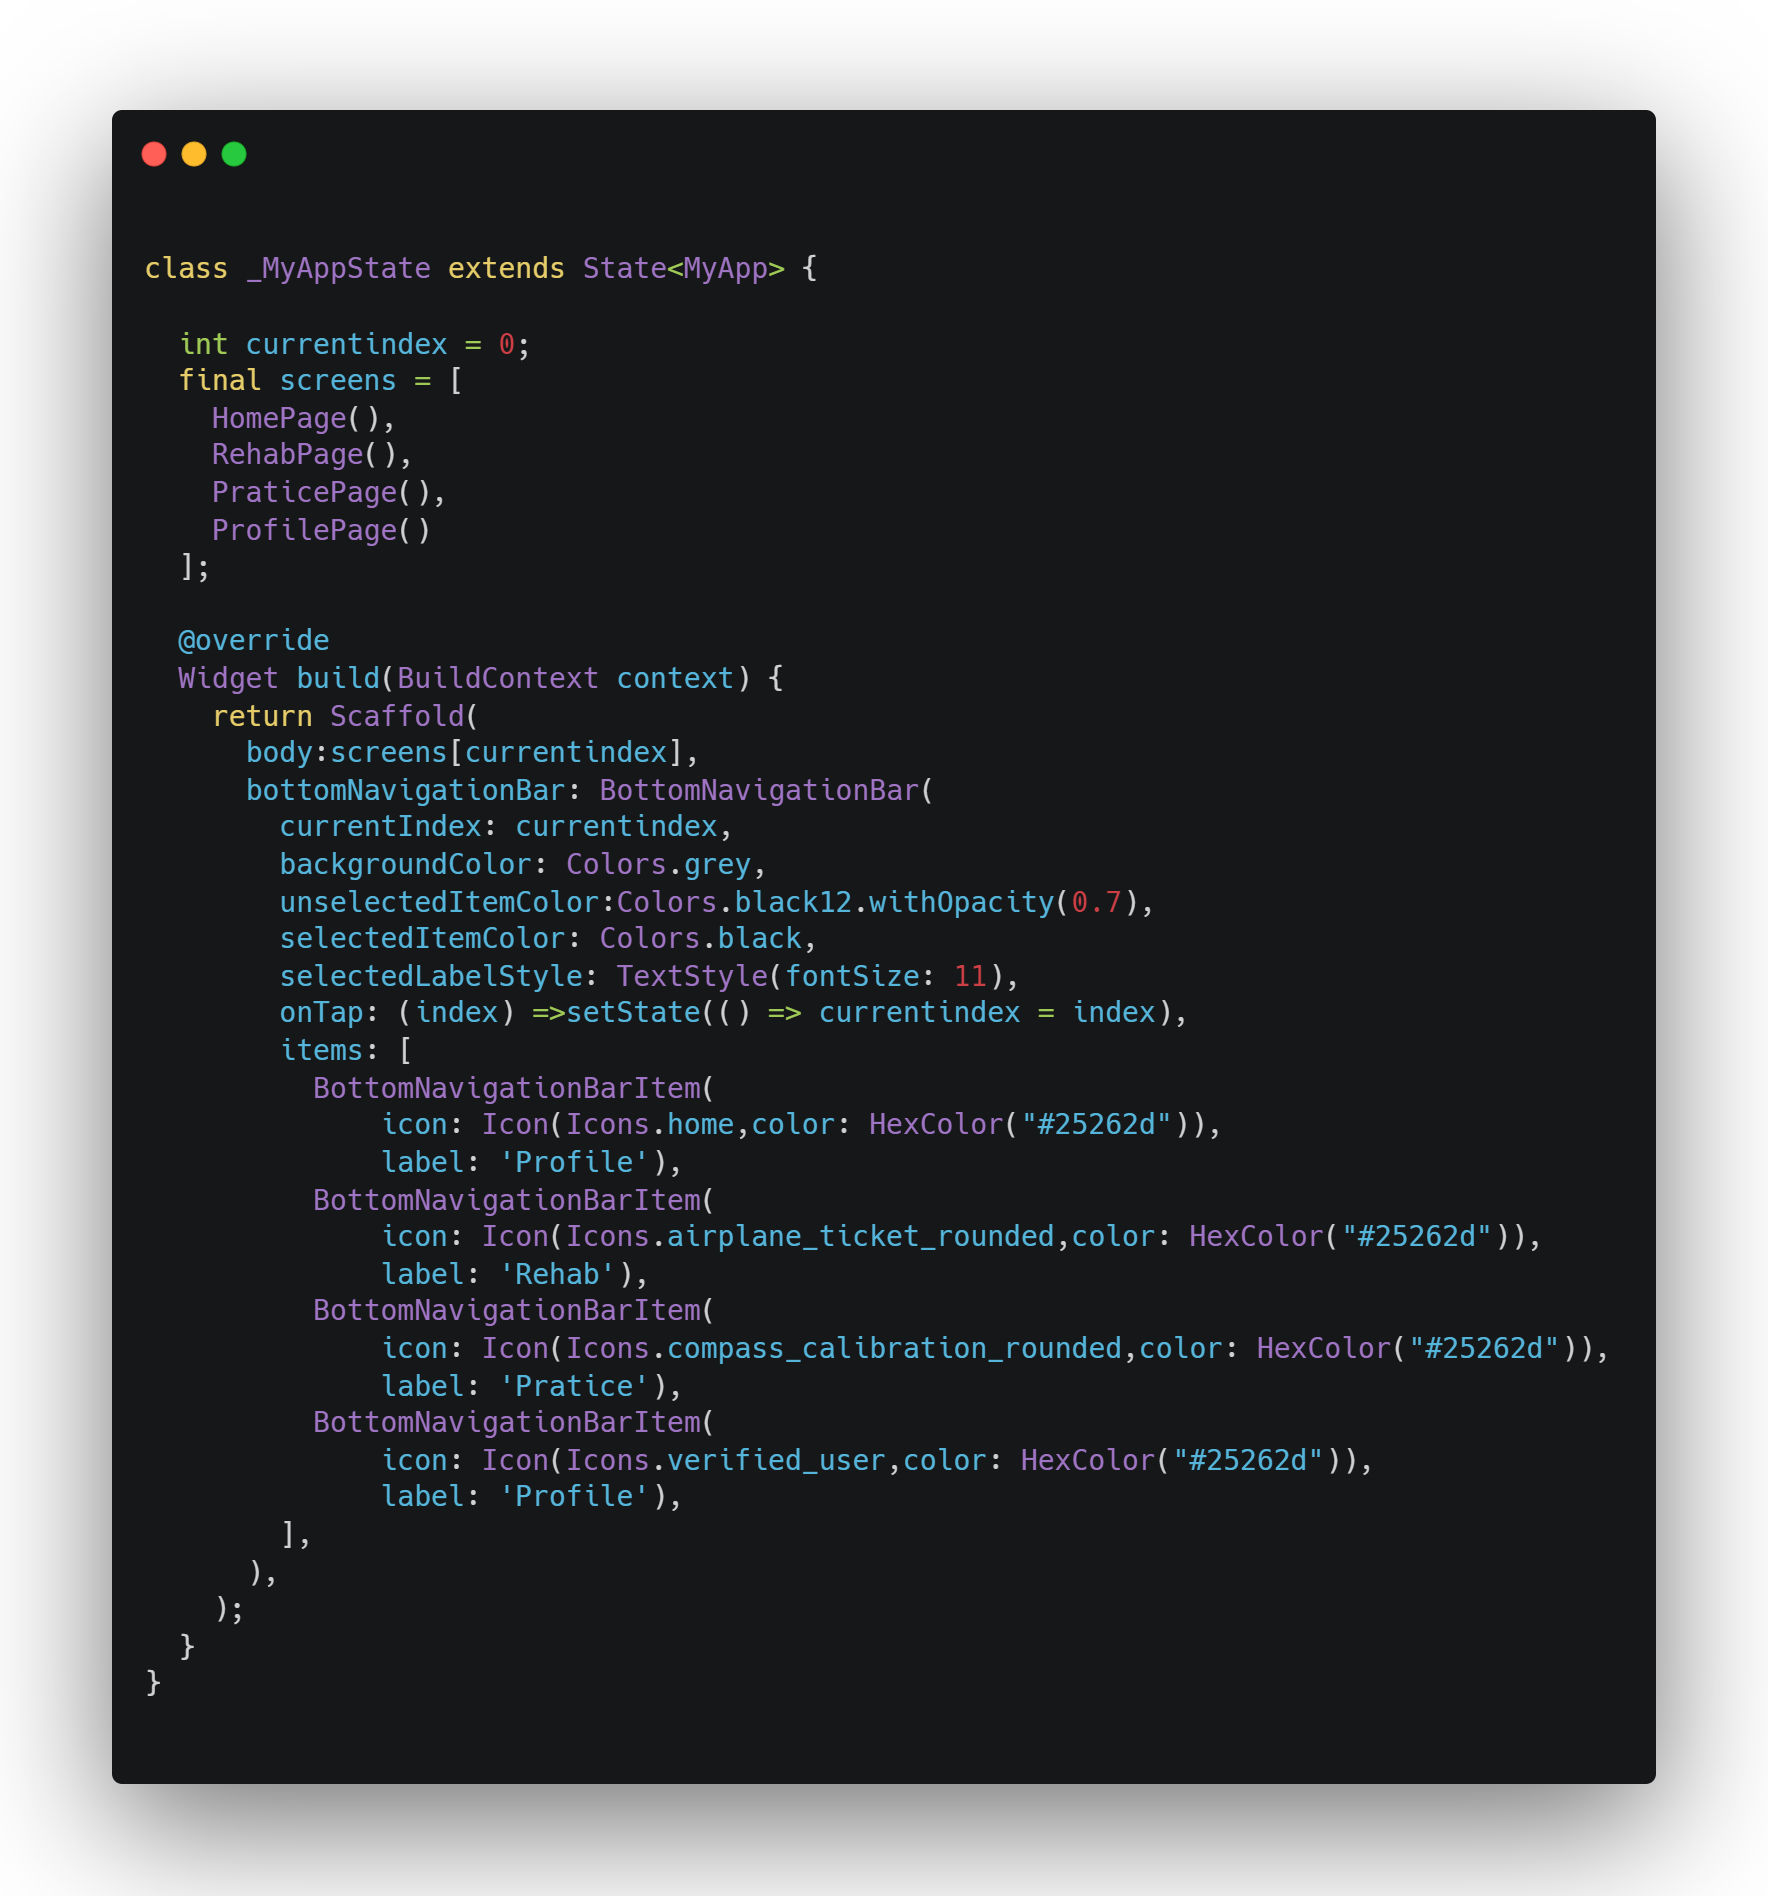 class _MyAppState extends State<MyApp> {

  int currentindex = 0;
  final screens = [
    HomePage(),
    RehabPage(),
    PraticePage(),
    ProfilePage()
  ];

  @override
  Widget build(BuildContext context) {
    return Scaffold(
      body:screens[currentindex],
      bottomNavigationBar: BottomNavigationBar(
        currentIndex: currentindex,
        backgroundColor: Colors.grey,
        unselectedItemColor:Colors.black12.withOpacity(0.7),
        selectedItemColor: Colors.black,
        selectedLabelStyle: TextStyle(fontSize: 11),
        onTap: (index) =>setState(() => currentindex = index),
        items: [
          BottomNavigationBarItem(
              icon: Icon(Icons.home,color: HexColor("#25262d")),
              label: 'Profile'),
          BottomNavigationBarItem(
              icon: Icon(Icons.airplane_ticket_rounded,color: HexColor("#25262d")),
              label: 'Rehab'),
          BottomNavigationBarItem(
              icon: Icon(Icons.compass_calibration_rounded,color: HexColor("#25262d")),
              label: 'Pratice'),
          BottomNavigationBarItem(
              icon: Icon(Icons.verified_user,color: HexColor("#25262d")),
              label: 'Profile'),
        ],
      ),
    );
  }
}